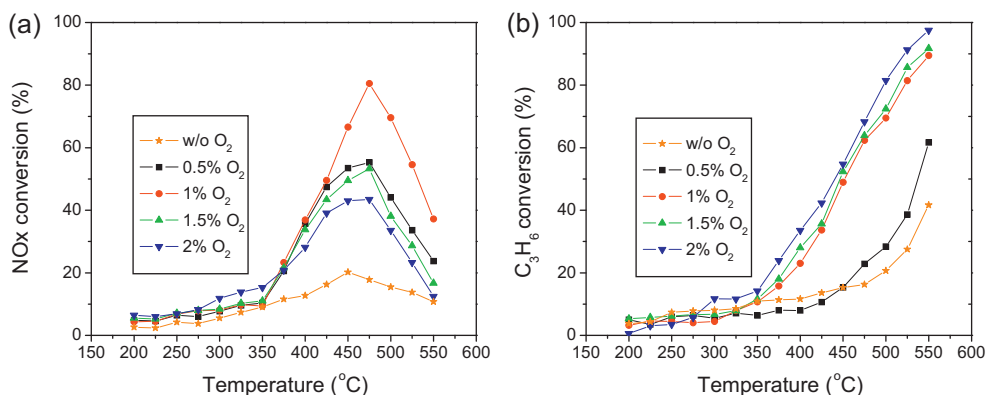 (a)
NOx conversion (%)
100
80
60
40
20
0
w/o O₂
0.5% O₂
1% O₂
1.5% O₂
2% O₂
150 200 250 300 350 400 450 500 550 600
Temperature (°C)
(b)
C₃H₆ conversion (%)
100
80
60
40
20
0
w/o O₂
0.5% O₂
1% O₂
1.5% O₂
2% O₂
150 200 250 300 350 400 450 500 550 600
Temperature (°C)